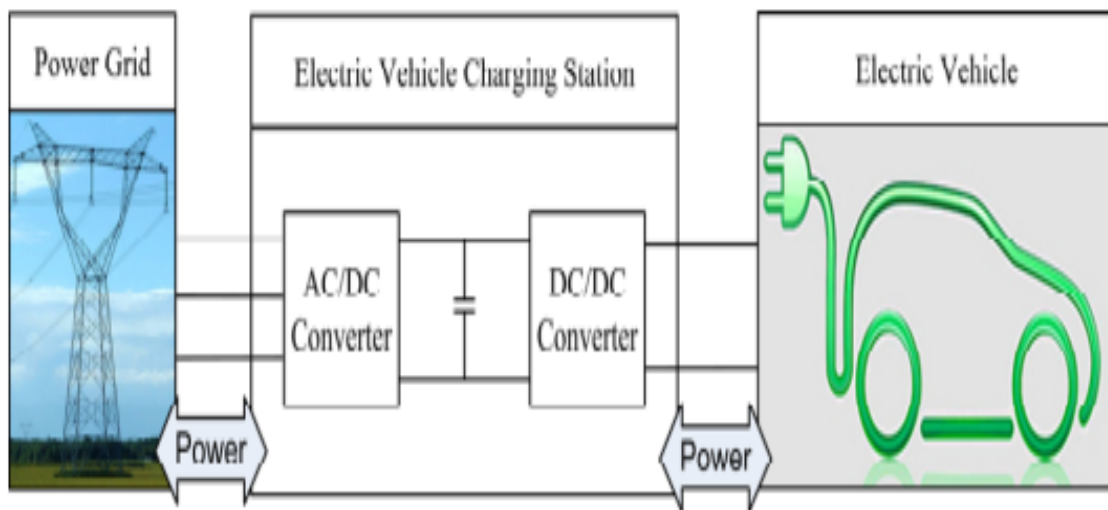 Power Grid
Electric Vehicle Charging Station
Electric Vehicle
AC/DC
Converter
DC/DC
Converter
Power
Power